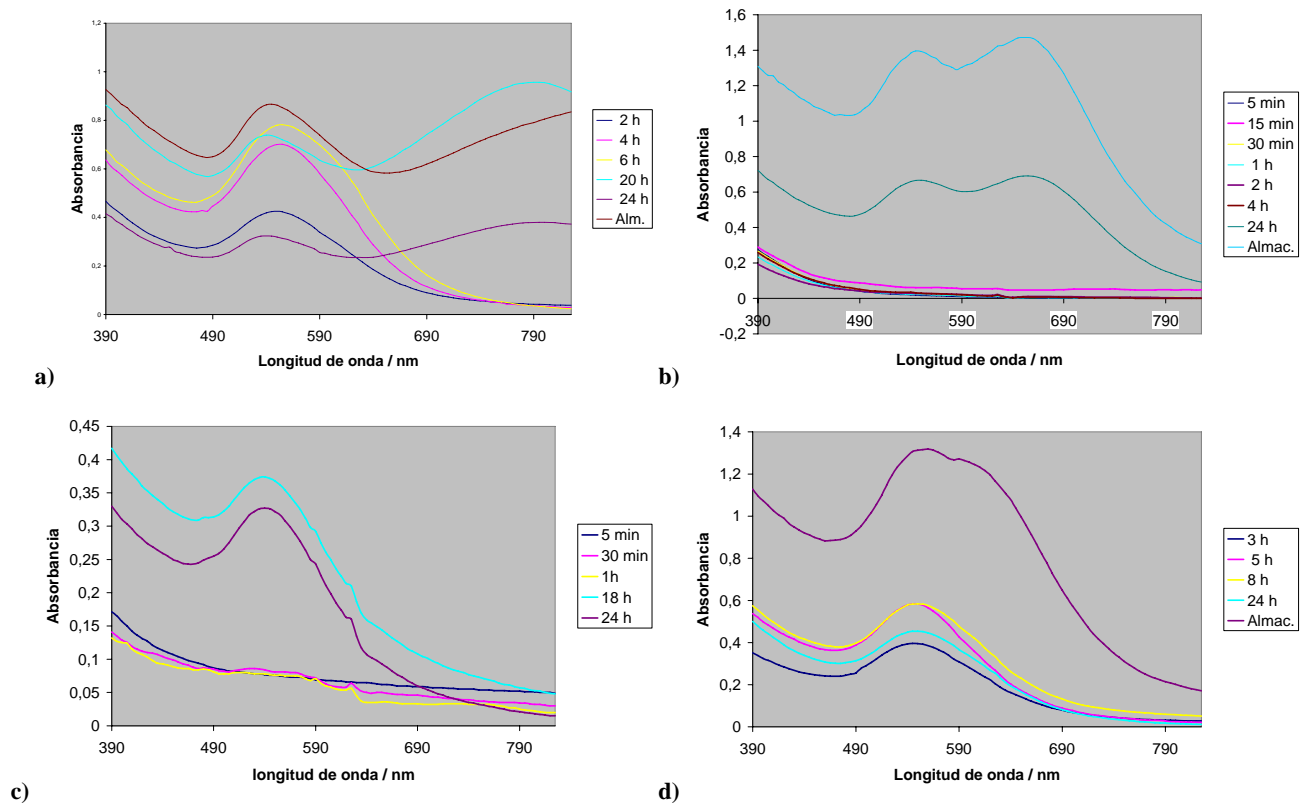 1,2
1
0,8
0,6
0,4
0,2
0
390 490 590 690 790
Absorbancia
Longitud de onda / nm
2 h
4 h
6 h
20 h
24 h
Alm.
a)
1,6
1,4
1,2
1
0,8
0,6
0,4
0,2
0
-0,2
390 490 590 690 790
Absorbancia
Longitud de onda / nm
5 min
15 min
30 min
1 h
2 h
4 h
24 h
Almac.
b)
0,45
0,4
0,35
0,3
0,25
0,2
0,15
0,1
0,05
0
390 490 590 690 790
Absorbancia
longitud de onda / nm
5 min
30 min
1h
18 h
24 h
c)
1,4
1,2
1
0,8
0,6
0,4
0,2
0
390 490 590 690 790
Absorbancia
Longitud de onda / nm
3 h
5 h
8 h
24 h
Almac.
d)